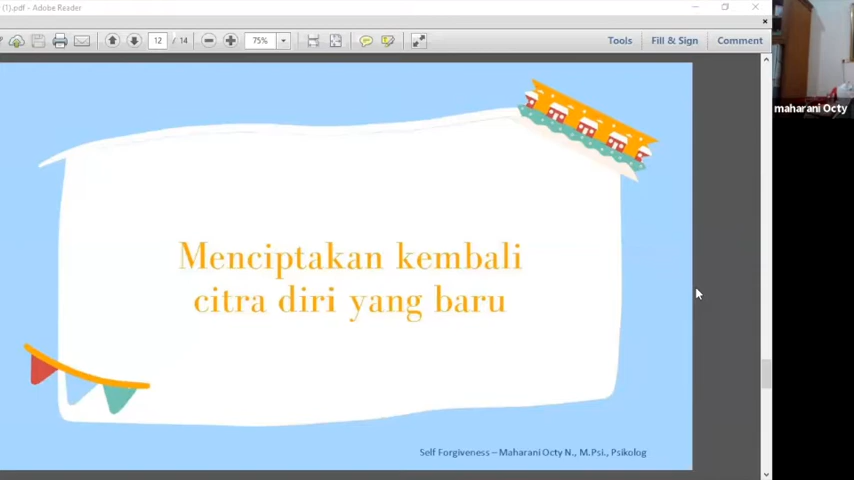 (1).pdf - Adobe Reader
12 / 14
75%
Tools
Fill & Sign
Comment
maharani Octy
Menciptakan kembali
citra diri yang baru
Self Forgiveness – Maharani Octy N., M.Psi., Psikolog